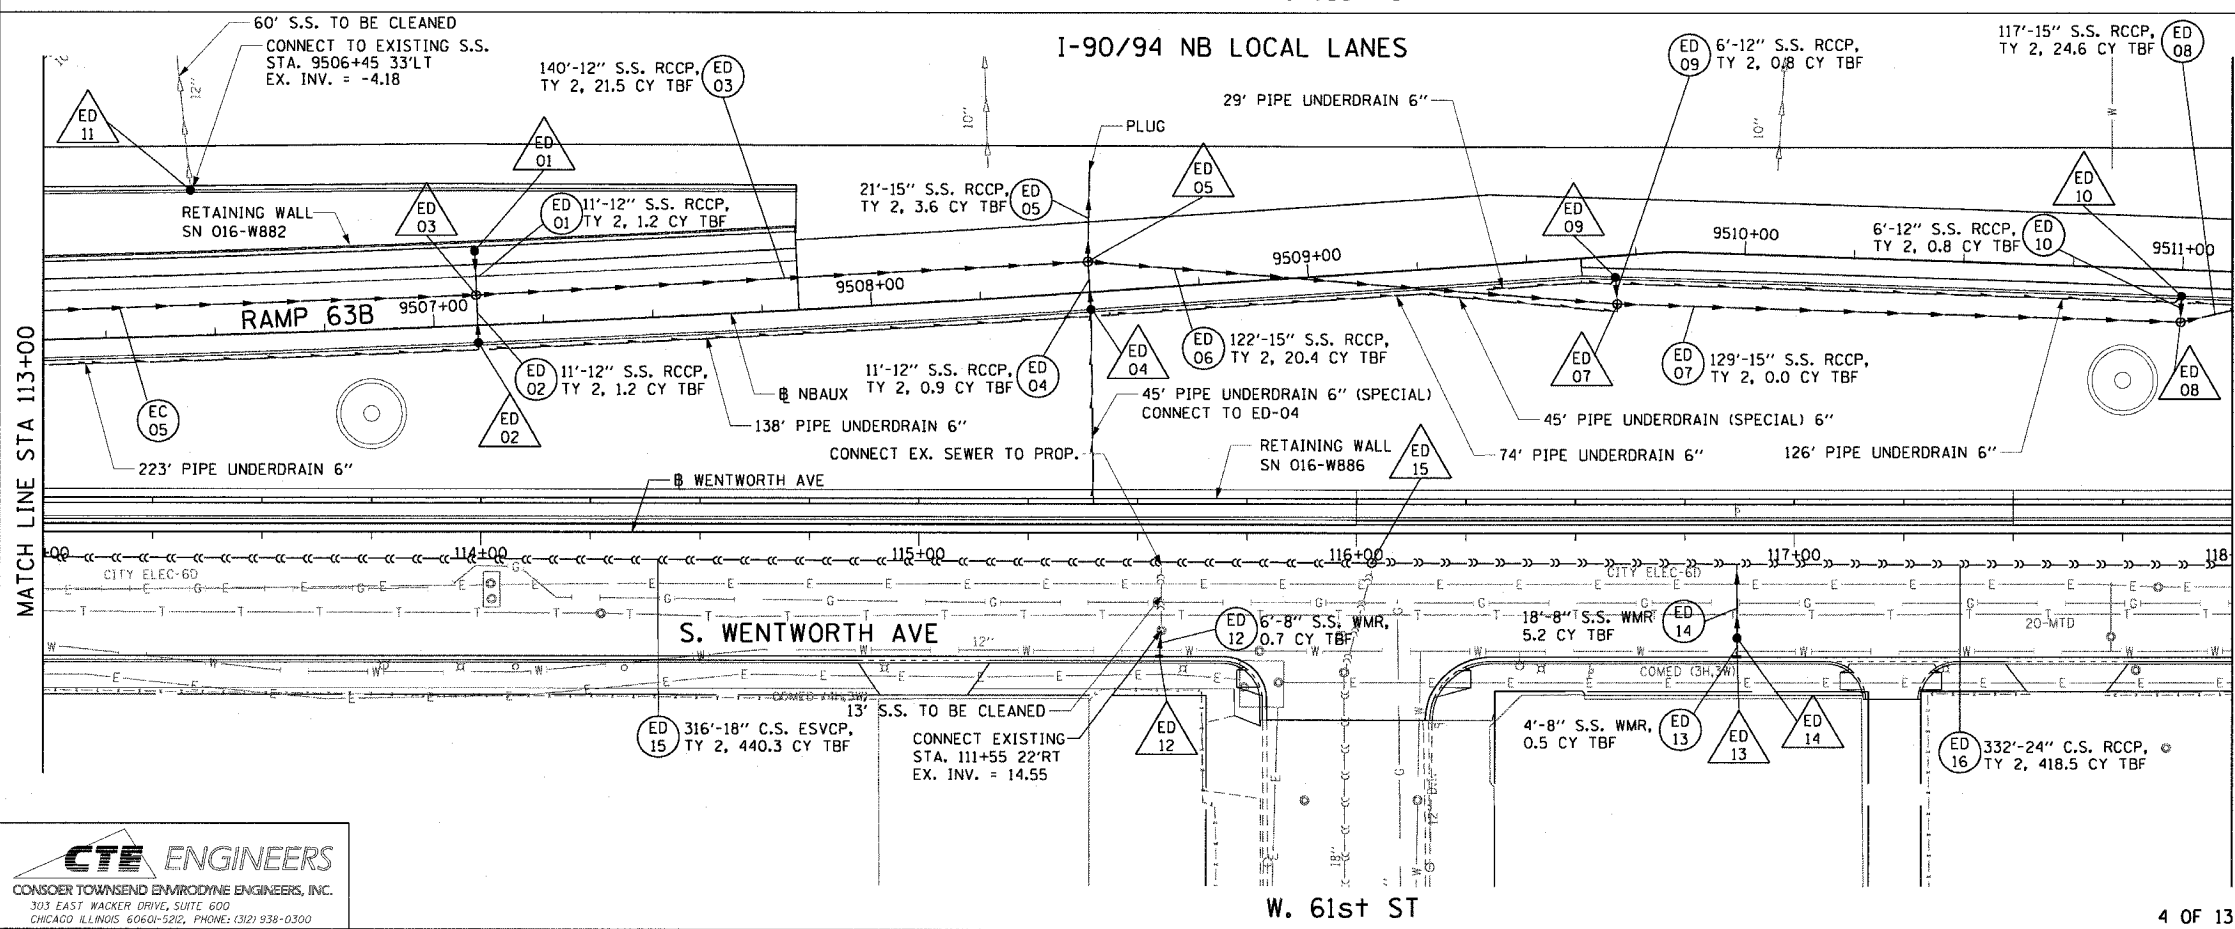 60' S.S. TO BE CLEANED
CONNECT TO EXISTING S.S.
STA. 9506+45 33'LT
EX. INV. = -4.18
12"
ED
11
140'-12" S.S. RCCP,
TY 2, 21.5 CY TBF
ED
03
I-90/94 NB LOCAL LANES
10"
PLUG
29' PIPE UNDERDRAIN 6"
ED
09
6'-12" S.S. RCCP,
TY 2, 0.8 CY TBF
10"
117'-15" S.S. RCCP,
TY 2, 24.6 CY TBF
ED
08
W
ED
01
ED
03
ED
01
11'-12" S.S. RCCP,
TY 2, 1.2 CY TBF
RETAINING WALL
SN 016-W882
21'-15" S.S. RCCP,
TY 2, 3.6 CY TBF
ED
05
ED
05
ED
09
ED
10
6'-12" S.S. RCCP,
TY 2, 0.8 CY TBF
ED
10
9507+00
9508+00
9509+00
9510+00
9511+00
RAMP 63B
MATCH LINE STA 113+00
EC
05
ED
02
11'-12" S.S. RCCP,
TY 2, 1.2 CY TBF
ED
02
B NBAUX
11'-12" S.S. RCCP,
TY 2, 0.9 CY TBF
ED
04
ED
04
ED
06
122'-15" S.S. RCCP,
TY 2, 20.4 CY TBF
ED
07
ED
07
129'-15" S.S. RCCP,
TY 2, 0.0 CY TBF
ED
08
138' PIPE UNDERDRAIN 6"
45' PIPE UNDERDRAIN 6" (SPECIAL)
CONNECT TO ED-04
45' PIPE UNDERDRAIN (SPECIAL) 6"
223' PIPE UNDERDRAIN 6"
CONNECT EX. SEWER TO PROP.
RETAINING WALL
SN 016-W886
ED
15
74' PIPE UNDERDRAIN 6"
126' PIPE UNDERDRAIN 6"
B WENTWORTH AVE
+00
114+00
115+00
116+00
117+00
118
CITY ELEC-6D
CITY ELEC-6D
S. WENTWORTH AVE
12"
ED
12
6'-8" S.S. WMR,
0.7 CY TBF
18'-8" S.S. WMR
5.2 CY TBF
ED
14
20-MTD
COMED (4H,3W)
COMED (3H,3W)
13' S.S. TO BE CLEANED
ED
15
316'-18" C.S. ESVCP,
TY 2, 440.3 CY TBF
CONNECT EXISTING
STA. 111+55 22'RT
EX. INV. = 14.55
ED
12
4'-8" S.S. WMR,
0.5 CY TBF
ED
13
ED
13
ED
14
ED
16
332'-24" C.S. RCCP,
TY 2, 418.5 CY TBF
18"
W. 61st ST
CTE ENGINEERS
CONSOER TOWNSEND ENVIRODYNE ENGINEERS, INC.
303 EAST WACKER DRIVE, SUITE 600
CHICAGO ILLINOIS 60601-5212, PHONE: (312) 938-0300
4 OF 13